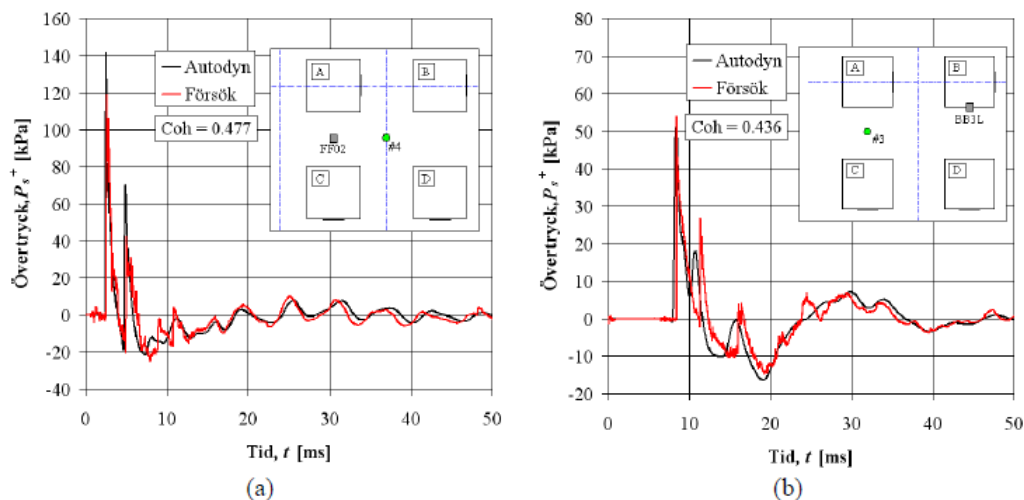 160
140
120
100
80
60
40
20
0
-20
-40
Övertryck, Ps+ [kPa]
Autodyn
Försök
Coh = 0.477
A
B
FF02
#4
C
D
0
10
20
30
40
50
Tid, t [ms]
(a)
80
70
60
50
40
30
20
10
0
-10
-20
Övertryck, Ps+ [kPa]
Autodyn
Försök
Coh = 0.436
A
B
BB3L
#3
C
D
0
10
20
30
40
50
Tid, t [ms]
(b)